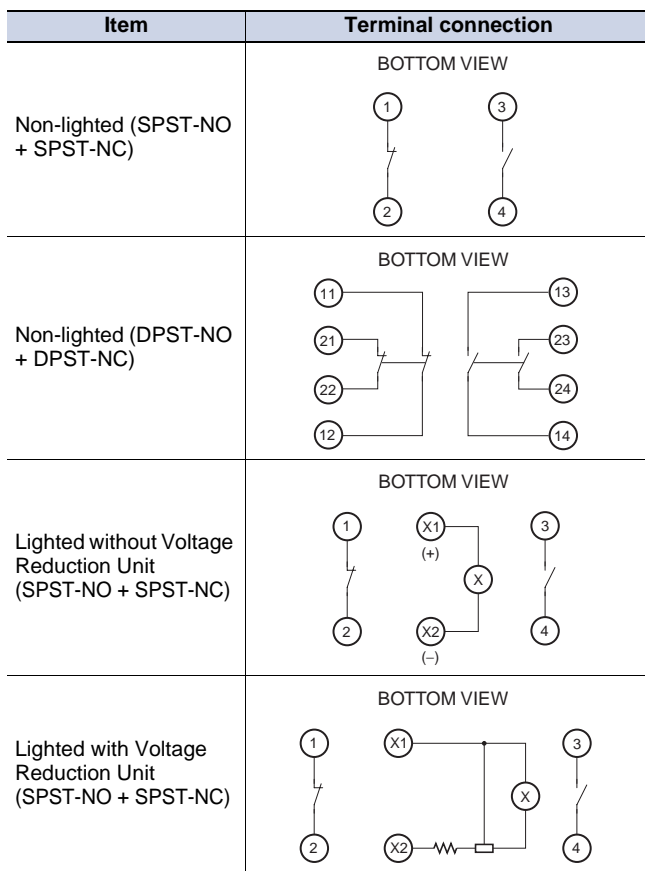 Item Terminal connection
BOTTOM VIEW
1 3
Non-lighted (SPST-NO
+ SPST-NC)
2 4
BOTTOM VIEW
11 13
21 23
Non-lighted (DPST-NO
+ DPST-NC)
22 24
12 14
BOTTOM VIEW
1 X1 3
(+)
Lighted without Voltage
Reduction Unit
(SPST-NO + SPST-NC)
X
2 X2 4
(–)
BOTTOM VIEW
1 X1 3
Lighted with Voltage
Reduction Unit
(SPST-NO + SPST-NC)
X
2 X2 4